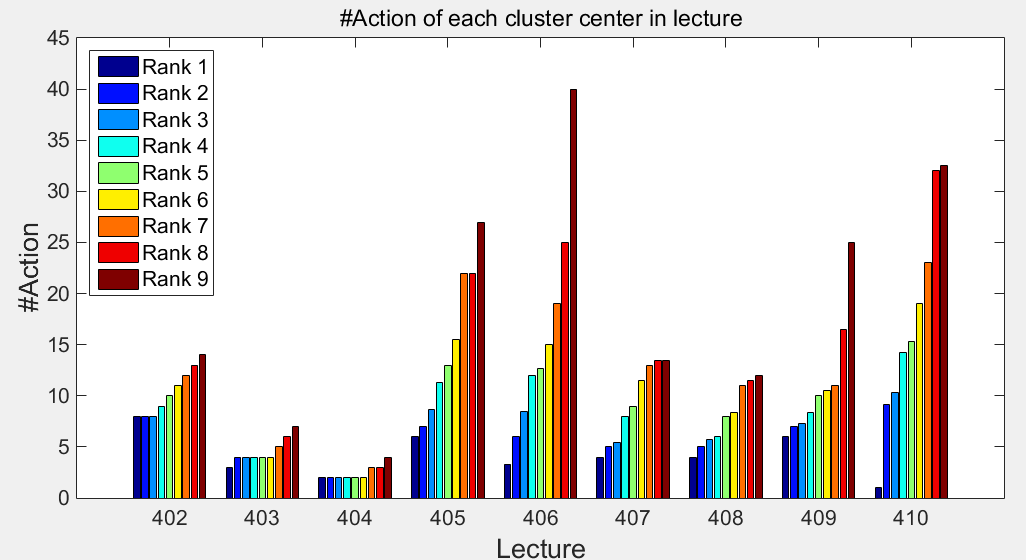 #Action of each cluster center in lecture
45
40
35
30
25
20
15
10
5
0
#Action
Rank 1
Rank 2
Rank 3
Rank 4
Rank 5
Rank 6
Rank 7
Rank 8
Rank 9
402 403 404 405 406 407 408 409 410
Lecture